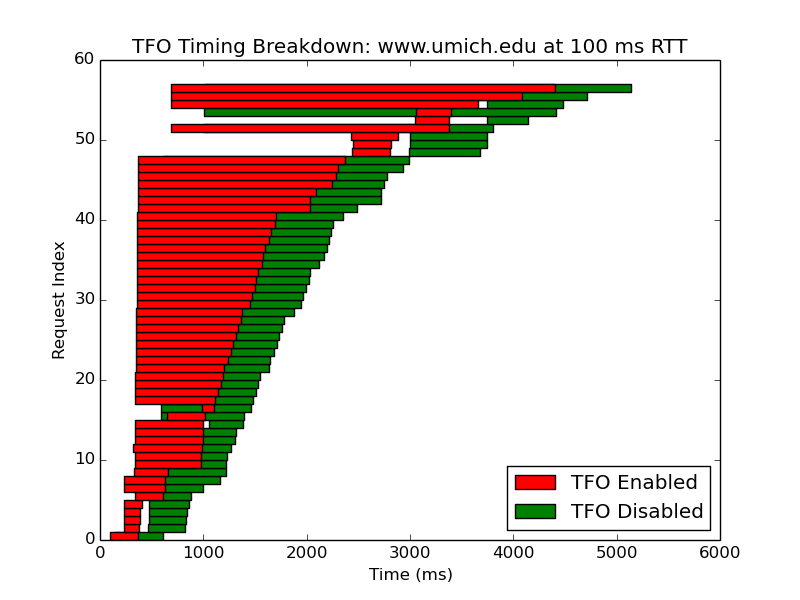 TFO Timing Breakdown: www.umich.edu at 100 ms RTT
60
50
40
30
20
10
0
Request Index
TFO Enabled
TFO Disabled
0 1000 2000 3000 4000 5000 6000
Time (ms)